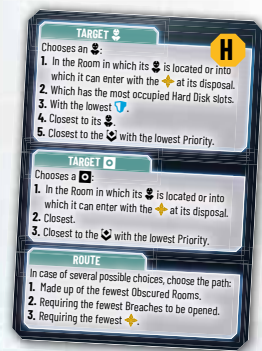 TARGET
H
Chooses an :
1. In the Room in which its is located or into
which it can enter with the at its disposal.
2. Which has the most occupied Hard Disk slots.
3. With the lowest .
4. Closest to its .
5. Closest to the with the lowest Priority.
TARGET
Chooses a :
1. In the Room in which its is located or into
which it can enter with the at its disposal.
2. Closest.
3. Closest to the with the lowest Priority.
ROUTE
In case of several possible choices, choose the path:
1. Made up of the fewest Obscured Rooms.
2. Requiring the fewest Breaches to be opened.
3. Requiring the fewest .